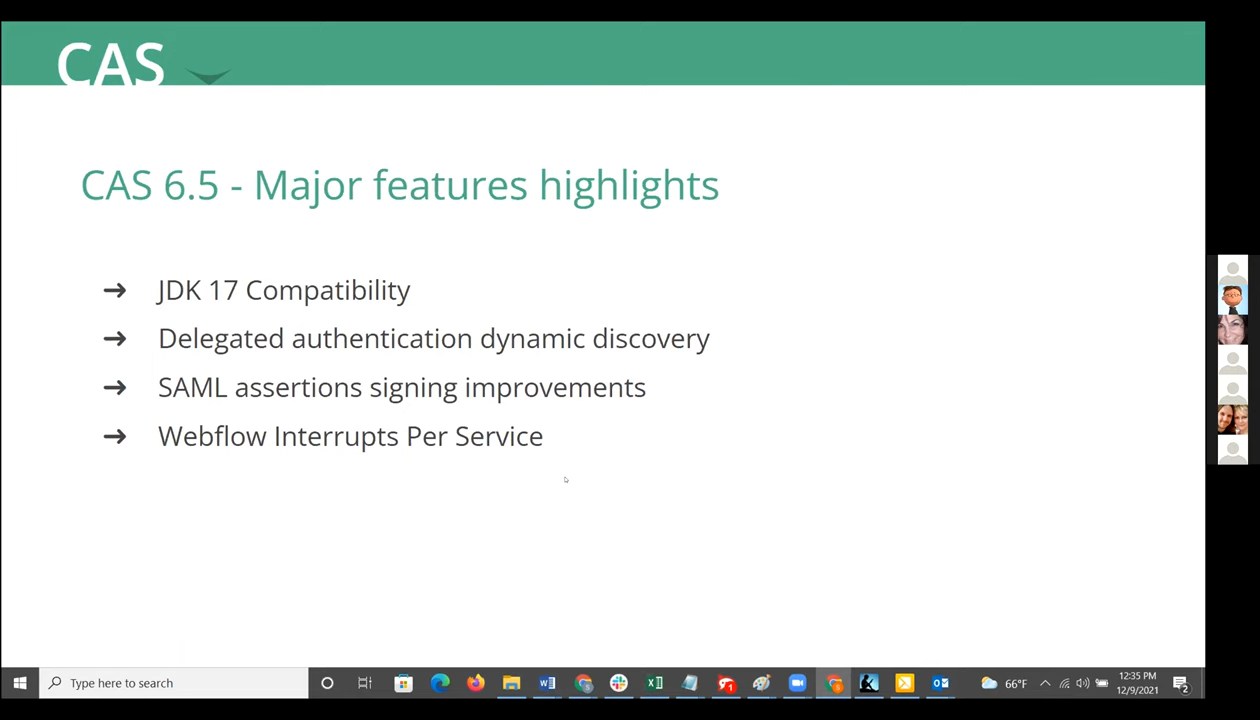 CAS
CAS 6.5 - Major features highlights
➔ JDK 17 Compatibility
➔ Delegated authentication dynamic discovery
➔ SAML assertions signing improvements
➔ Webflow Interrupts Per Service
Type here to search
66°F
12:35 PM
12/9/2021
2